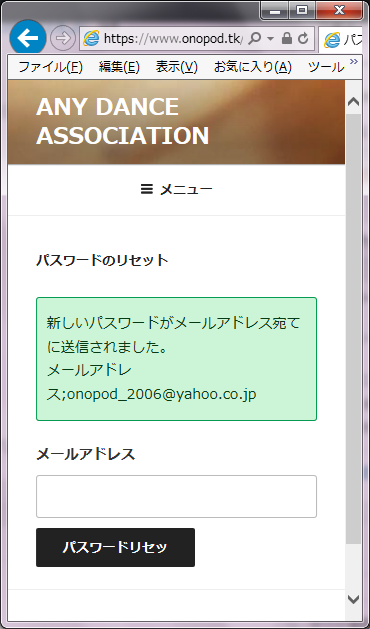 https://www.onopod.tk/
ファイル(F) 編集(E) 表示(V) お気に入り(A) ツール »
ANY DANCE
ASSOCIATION
メニュー
パスワードのリセット
新しいパスワードがメールアドレス宛て
に送信されました。
メールアドレ
ス;onopod_2006@yahoo.co.jp
メールアドレス
パスワードリセッ